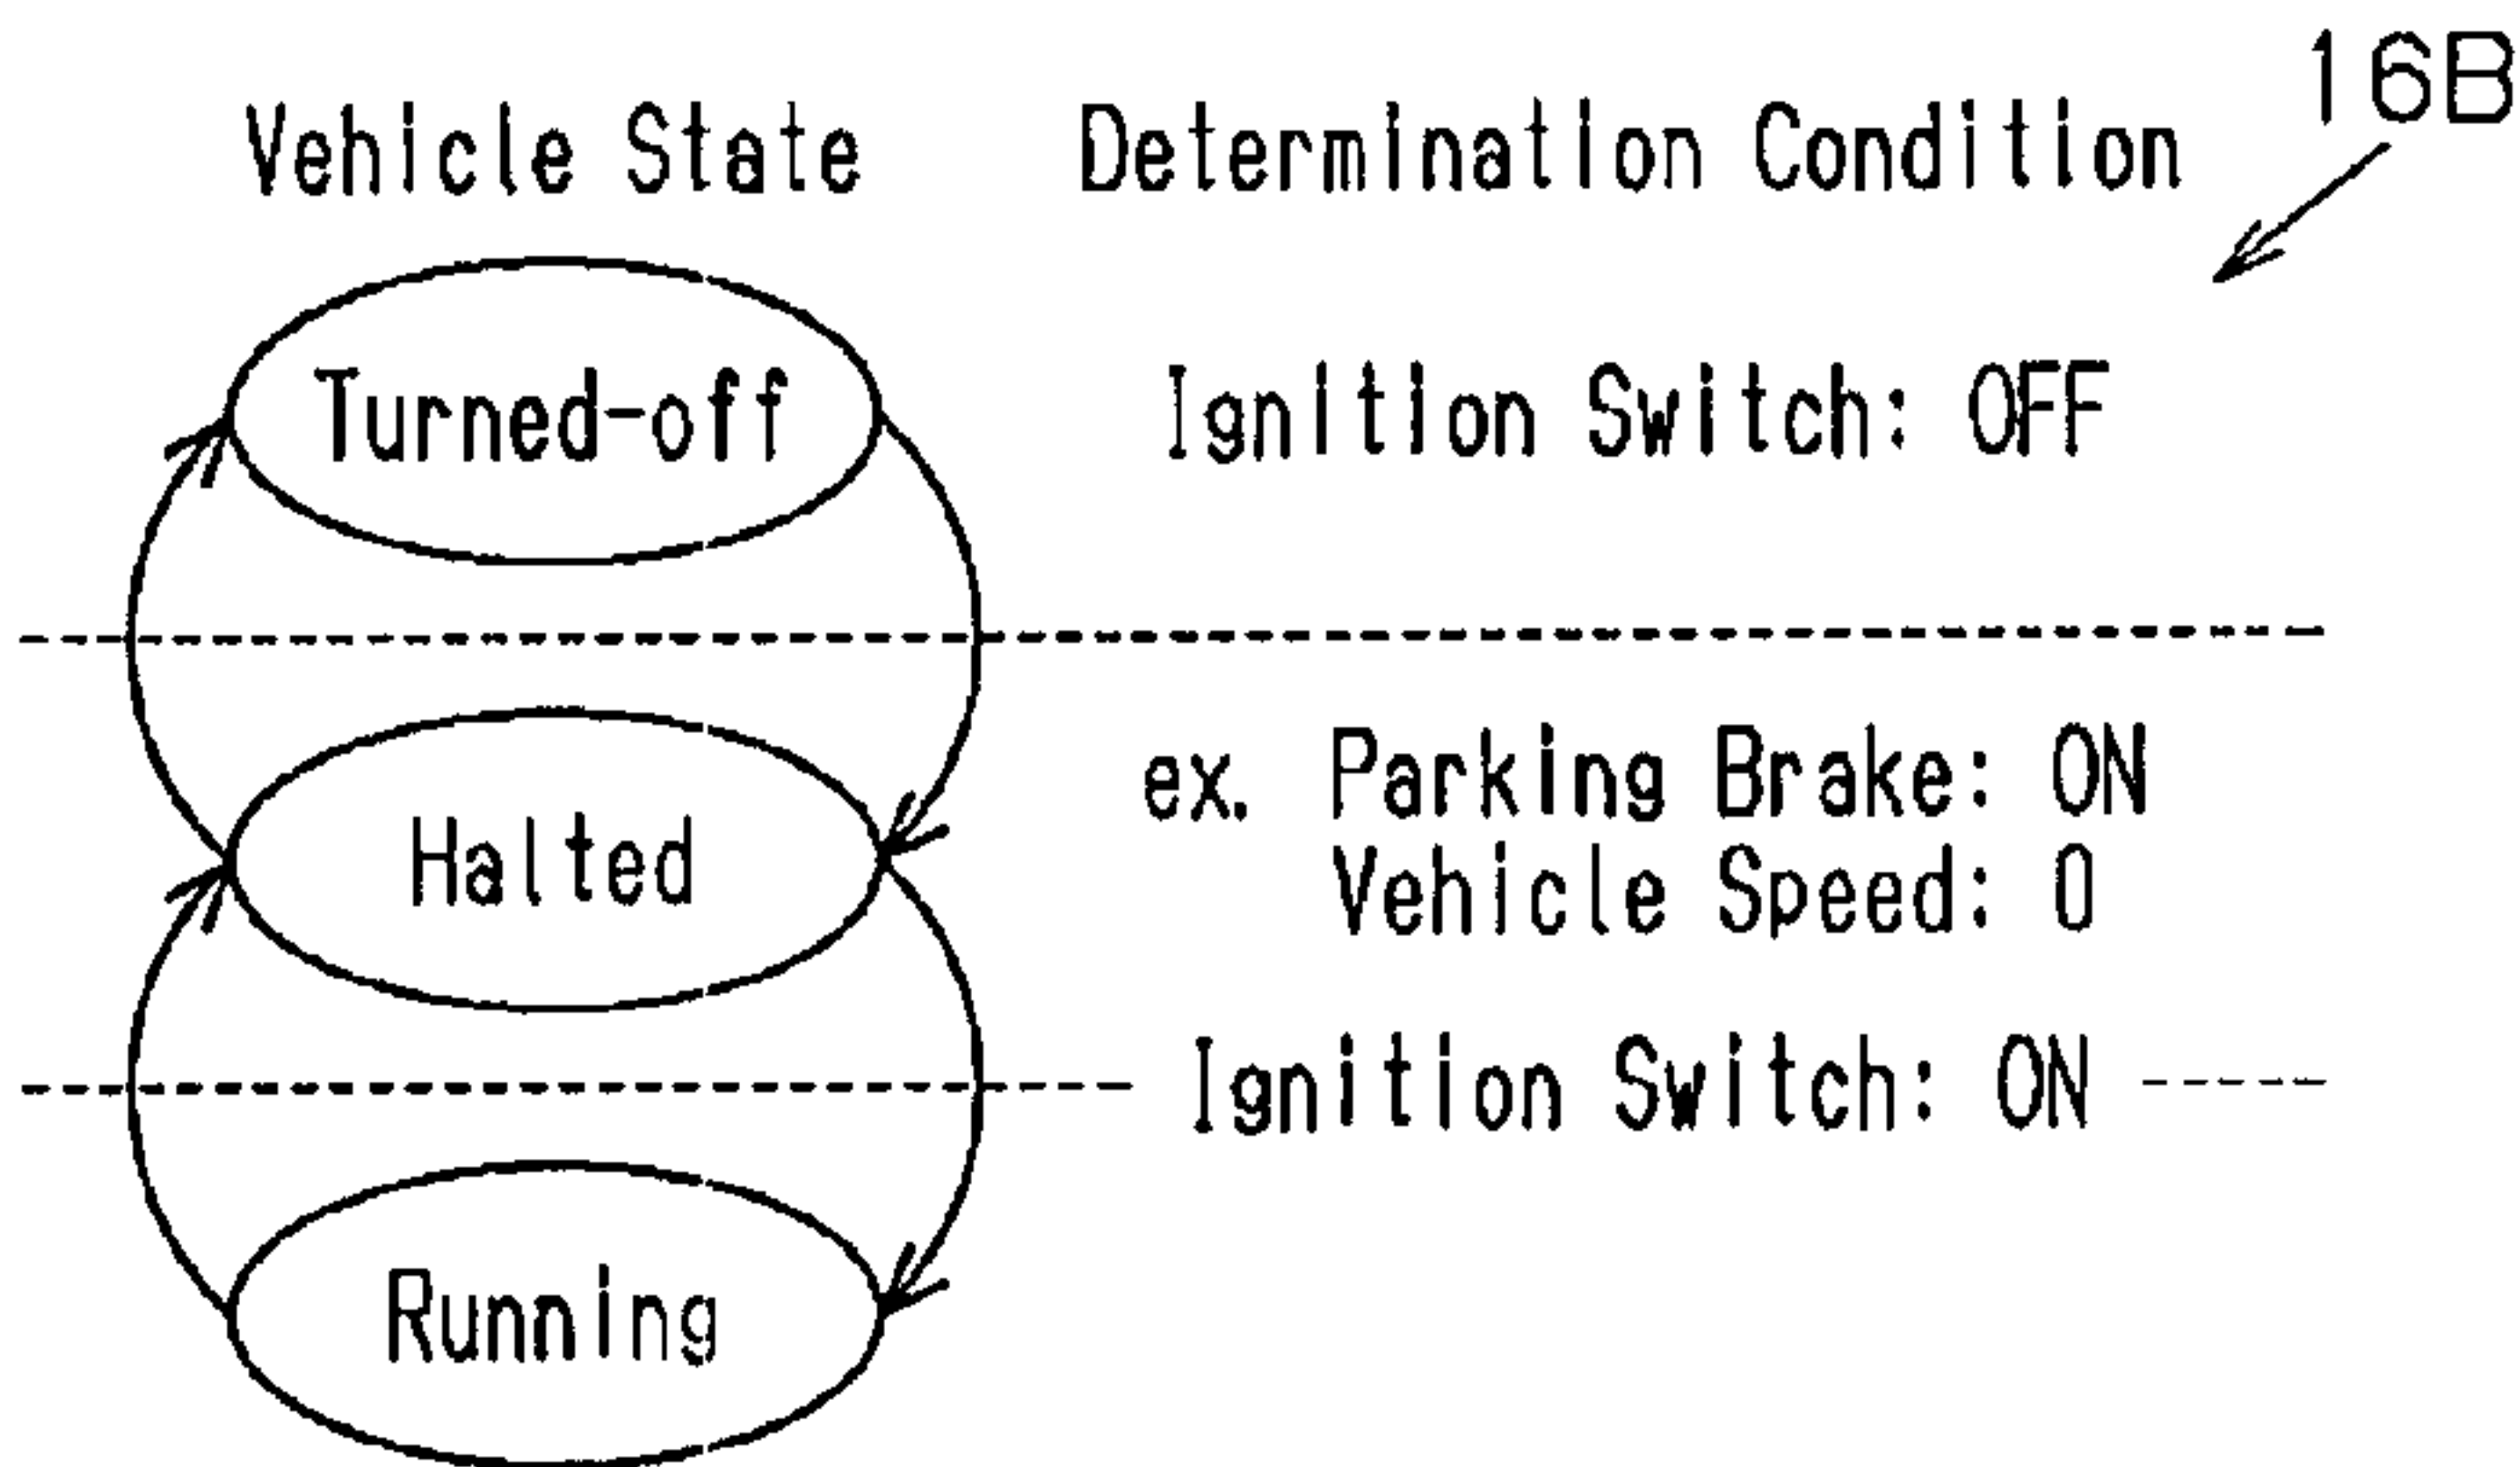 16B
Vehicle State Determination Condition
Turned-off Ignition Switch: OFF
ex. Parking Brake: ON
Halted Vehicle Speed: 0
Ignition Switch: ON
Running